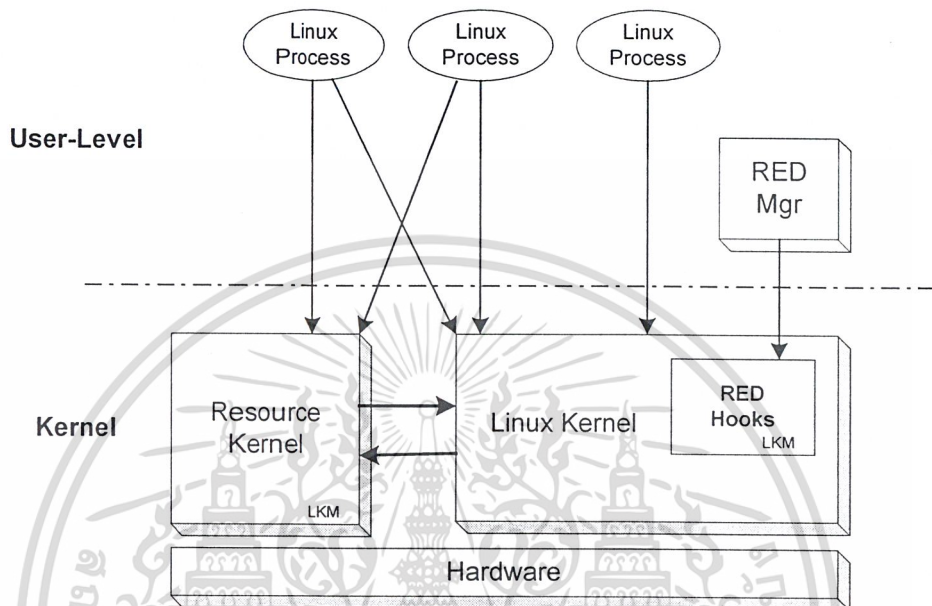 Linux
Process
Linux
Process
Linux
Process
User-Level
RED
Mgr
Kernel
Resource
Kernel
LKM
Linux Kernel
RED
Hooks
LKM
Hardware